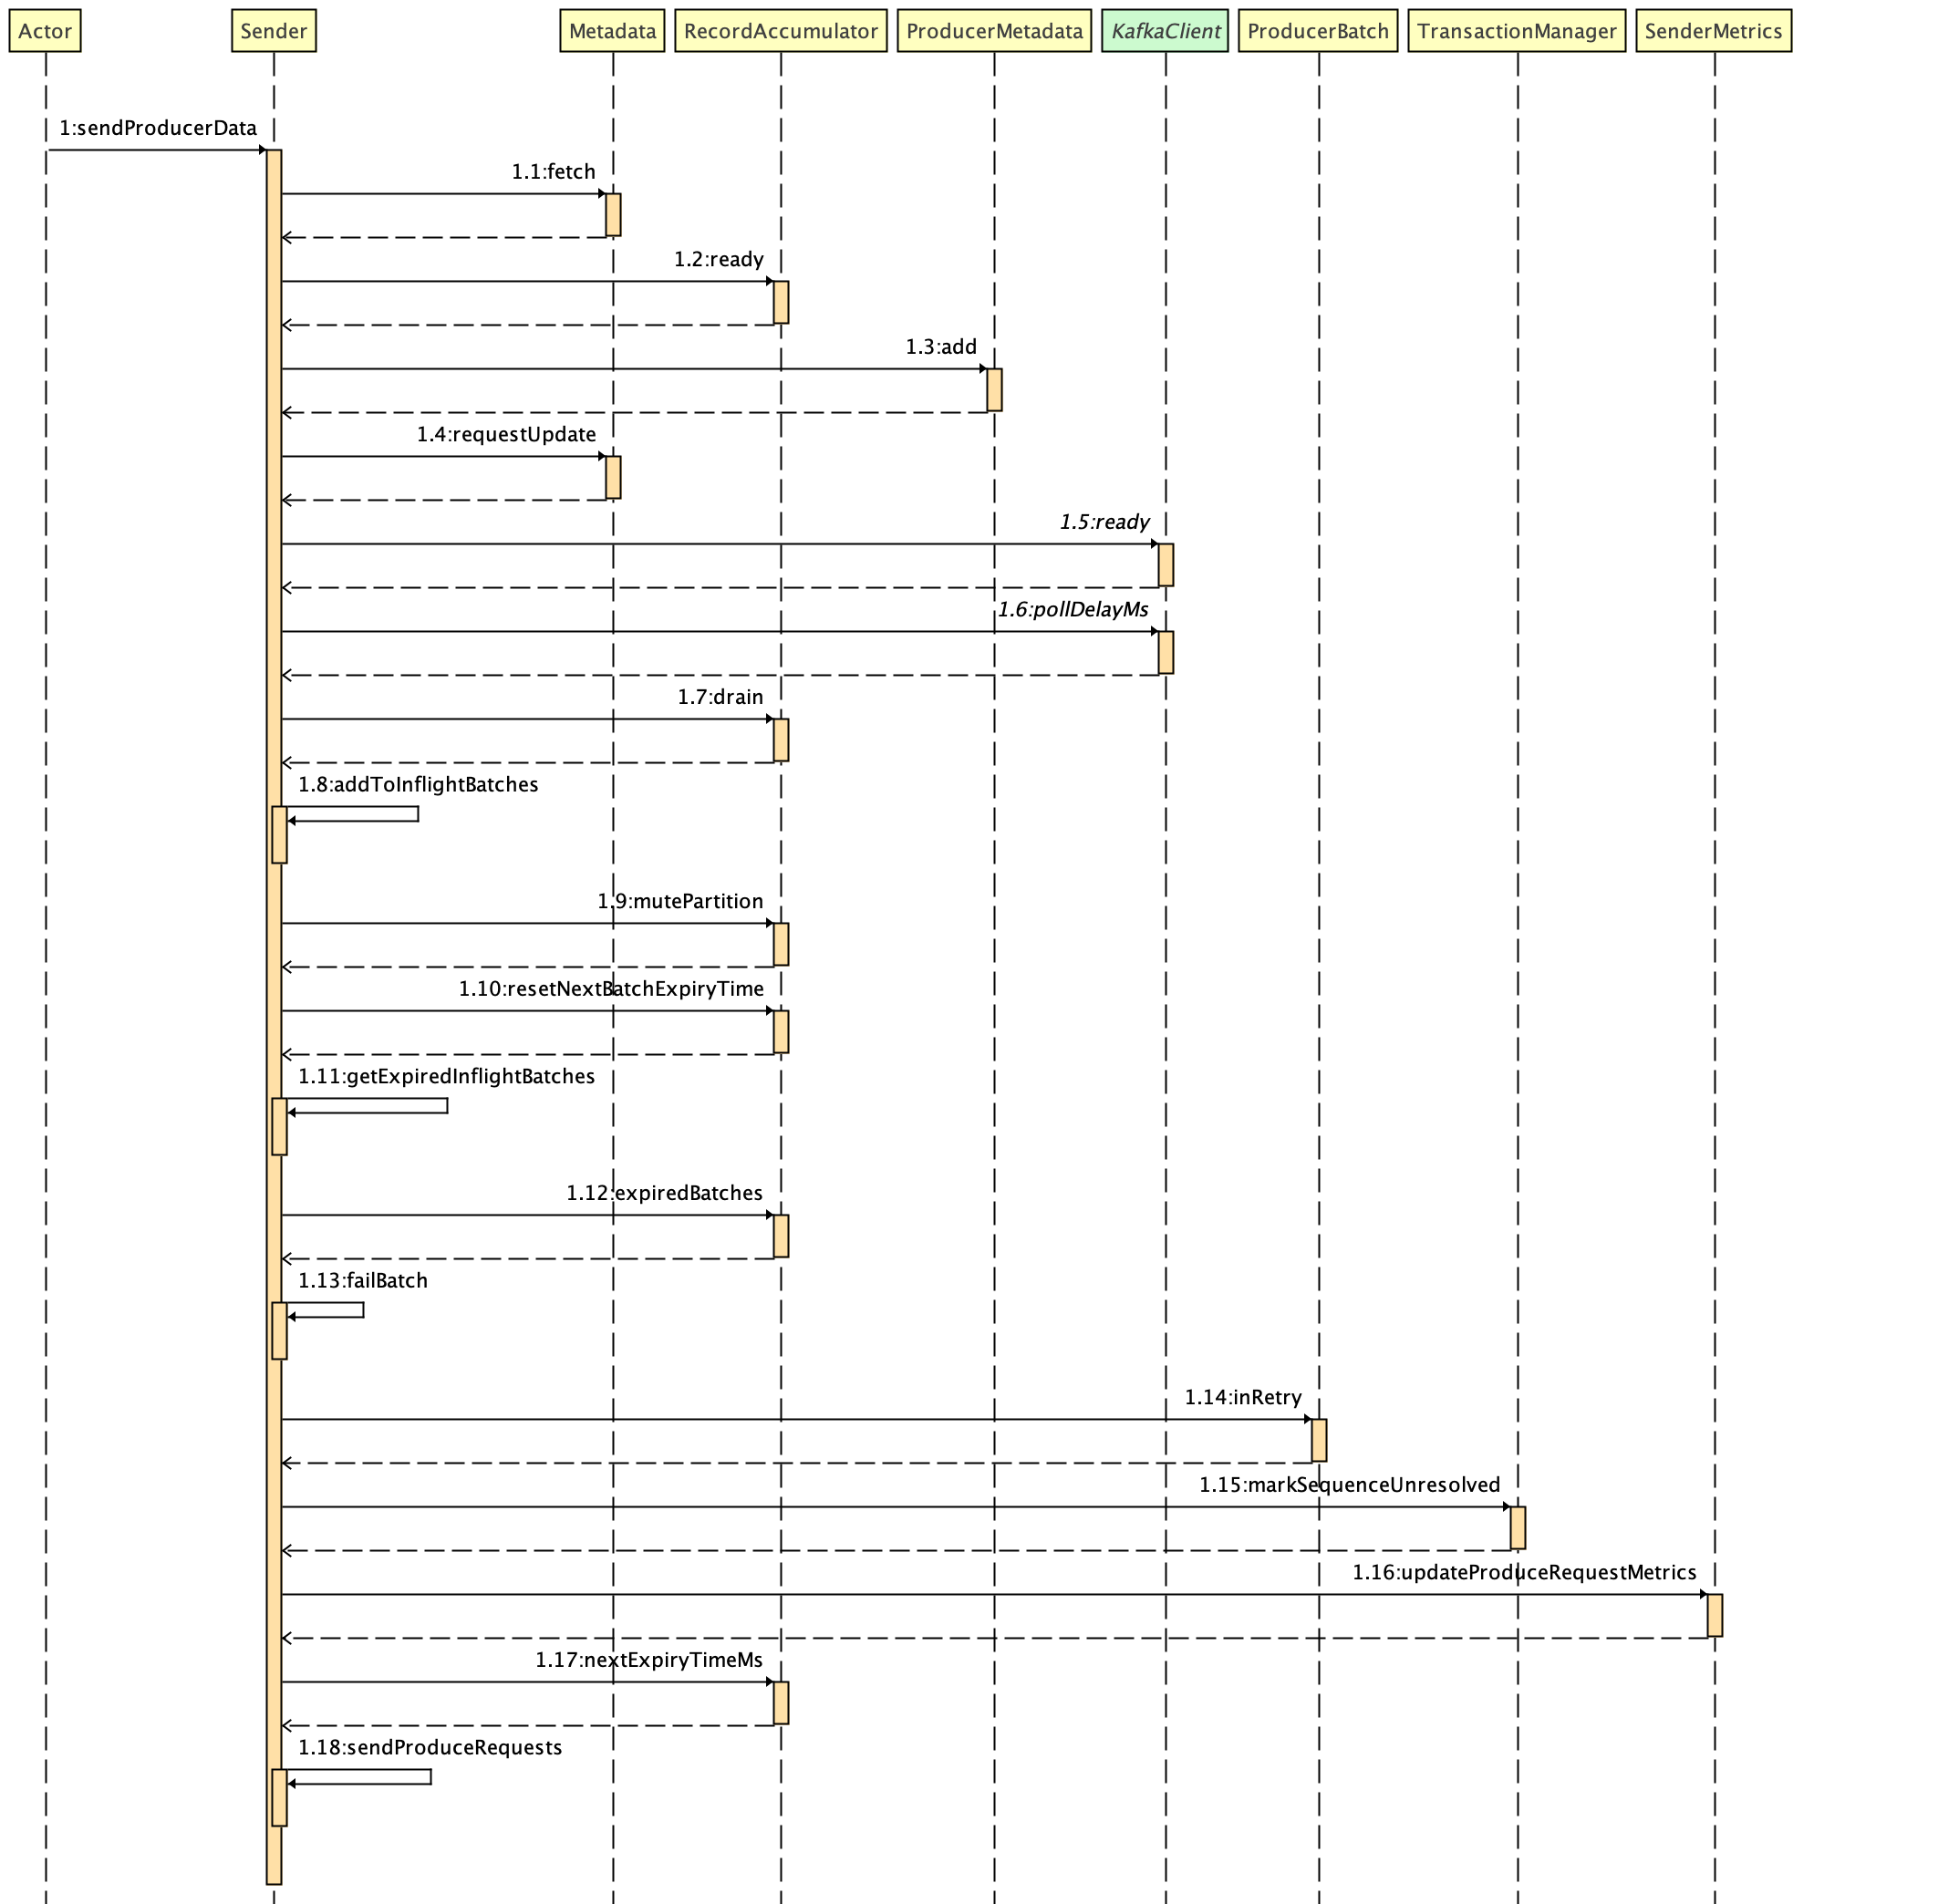 Actor
Sender
Metadata
RecordAccumulator
ProducerMetadata
KafkaClient
ProducerBatch
TransactionManager
SenderMetrics
1:sendProducerData
1.1:fetch
1.2:ready
1.3:add
1.4:requestUpdate
1.5:ready
1.6:pollDelayMs
1.7:drain
1.8:addToInflightBatches
1.9:mutePartition
1.10:resetNextBatchExpiryTime
1.11:getExpiredInflightBatches
1.12:expiredBatches
1.13:failBatch
1.14:inRetry
1.15:markSequenceUnresolved
1.16:updateProduceRequestMetrics
1.17:nextExpiryTimeMs
1.18:sendProduceRequests